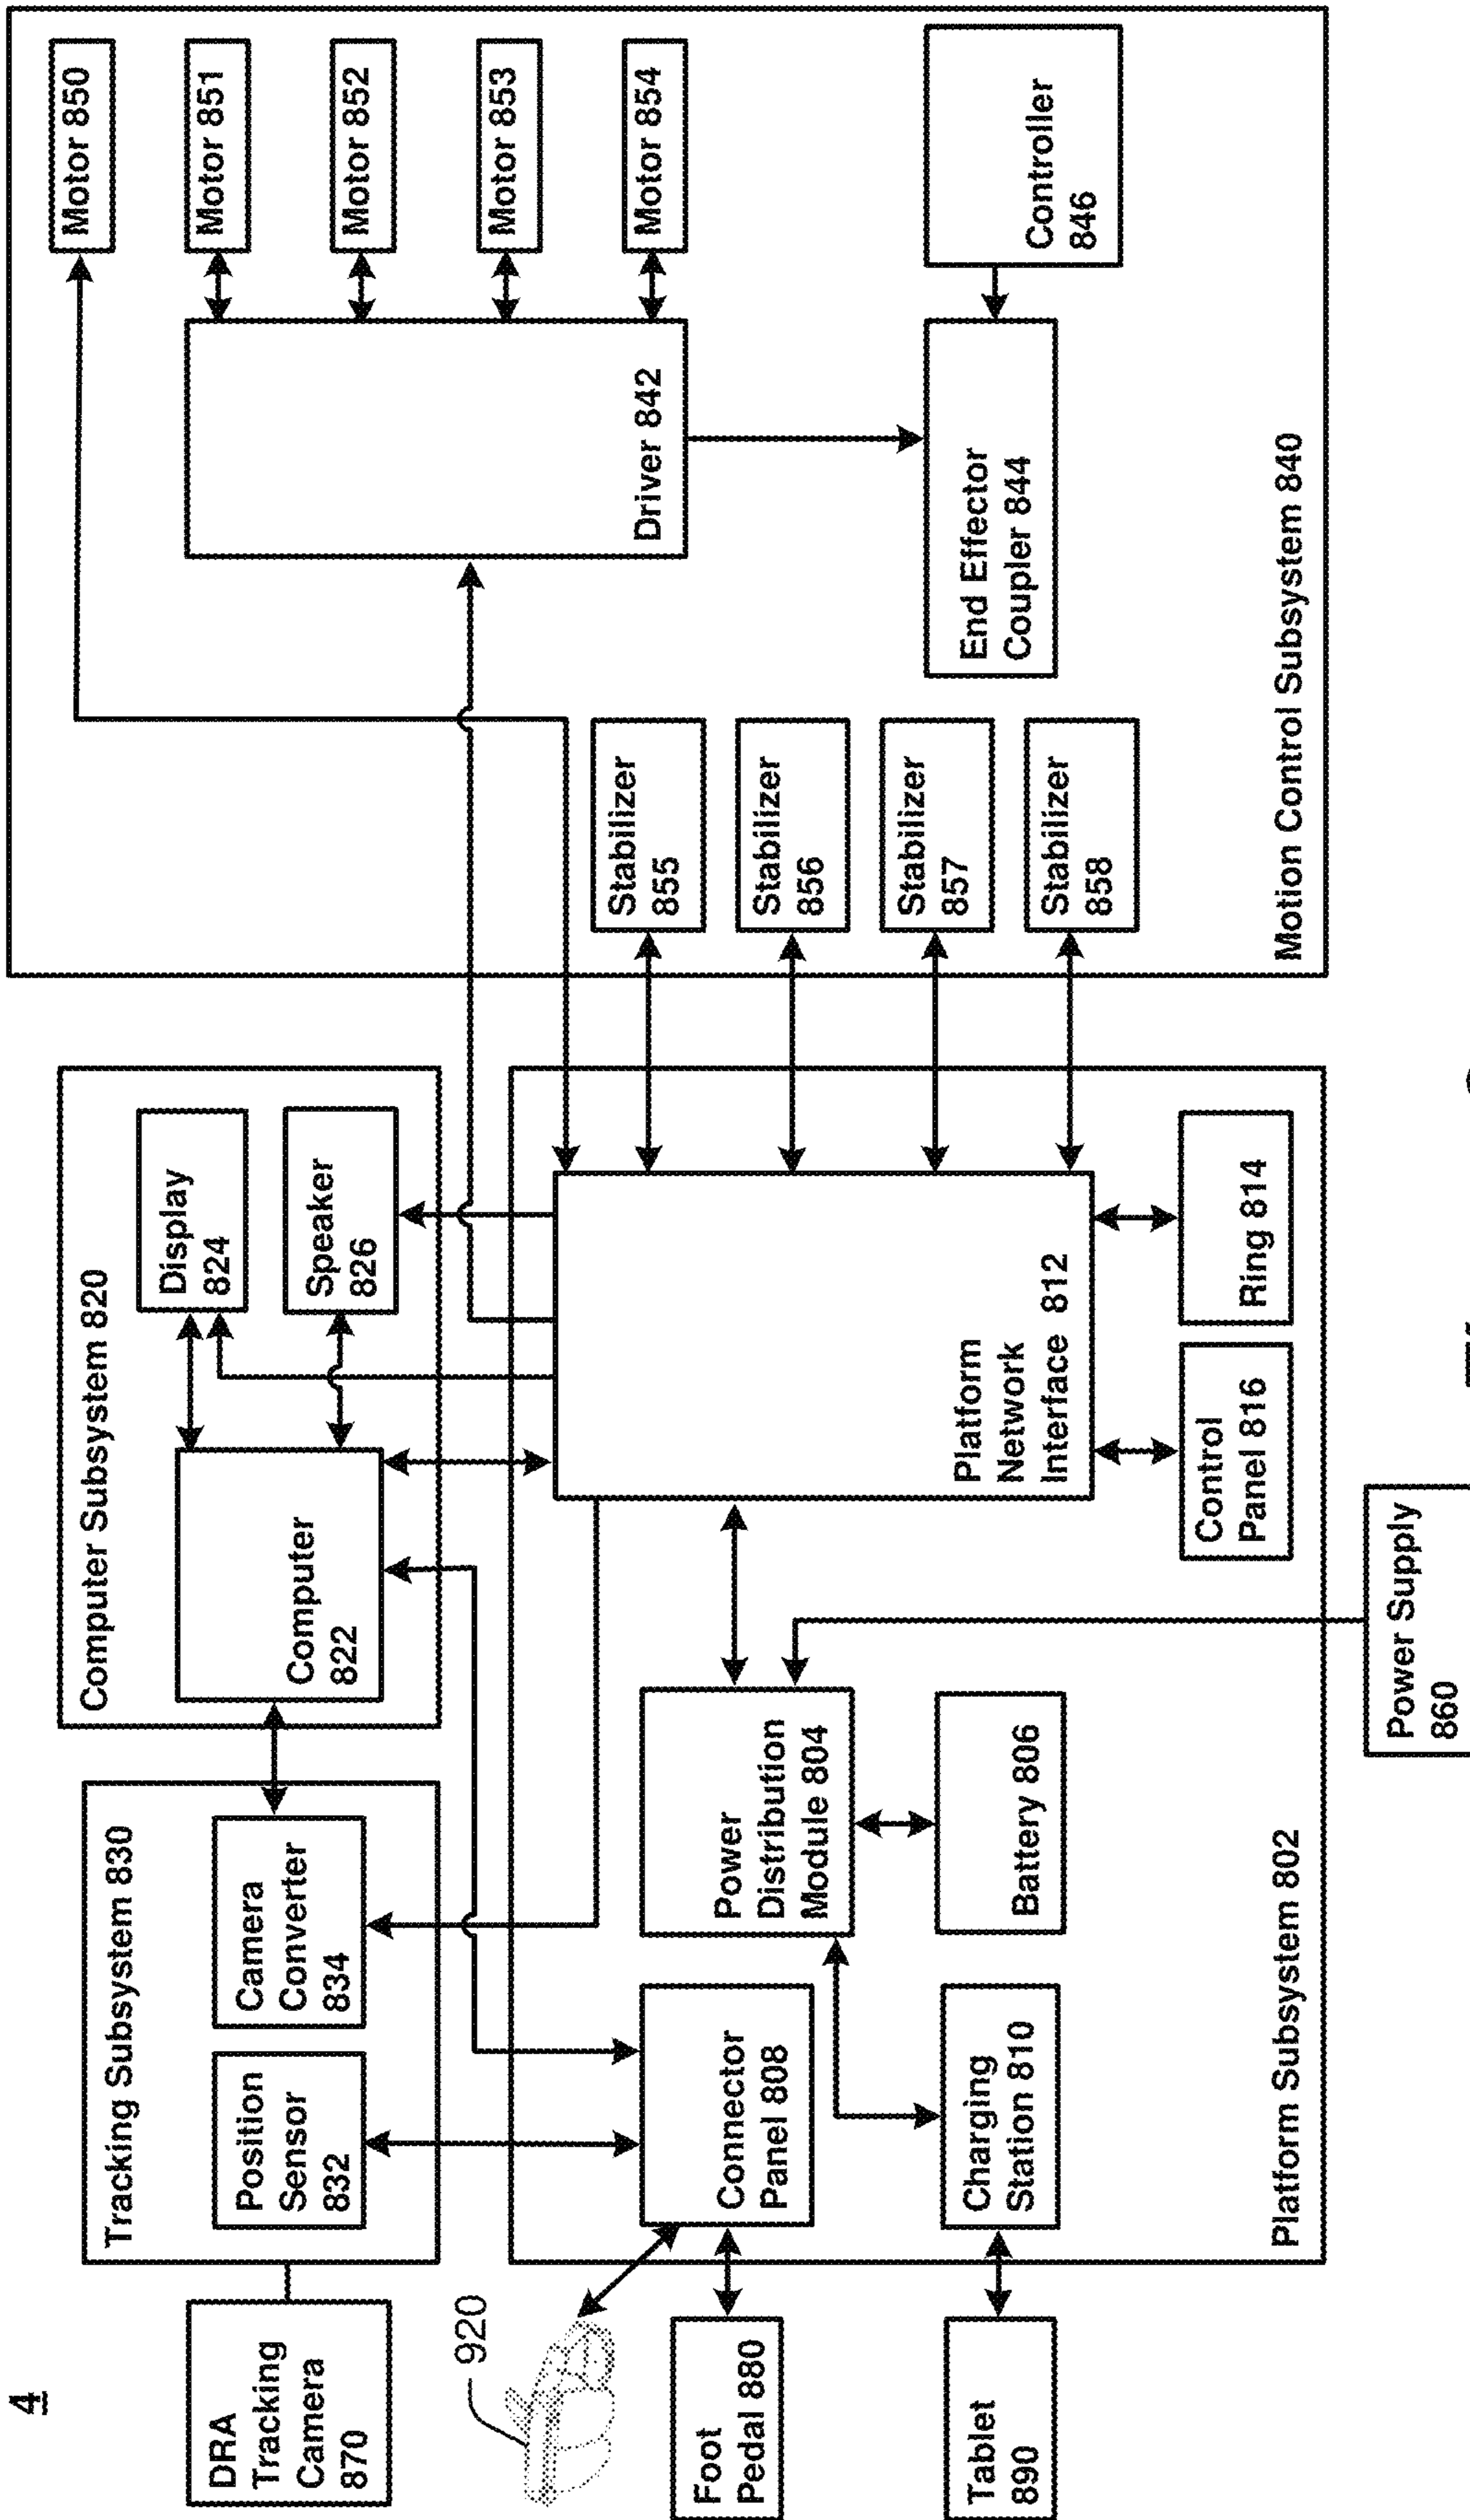 4
DRA
Tracking
Camera
870
920
Foot
Pedal 880
Tablet
890
Tracking Subsystem 830
Position
Sensor
832
Camera
Converter
834
Computer Subsystem 820
Computer
822
Display
824
Speaker
826
Platform Subsystem 802
Connector
Panel 808
Charging
Station 810
Power
Distribution
Module 804
Battery 806
Platform
Network
Interface 812
Control
Panel 816
Ring 814
Power Supply
860
Motion Control Subsystem 840
Stabilizer
855
Stabilizer
856
Stabilizer
857
Stabilizer
858
Driver 842
End Effector
Coupler 844
Controller
846
Motor 850
Motor 851
Motor 852
Motor 853
Motor 854